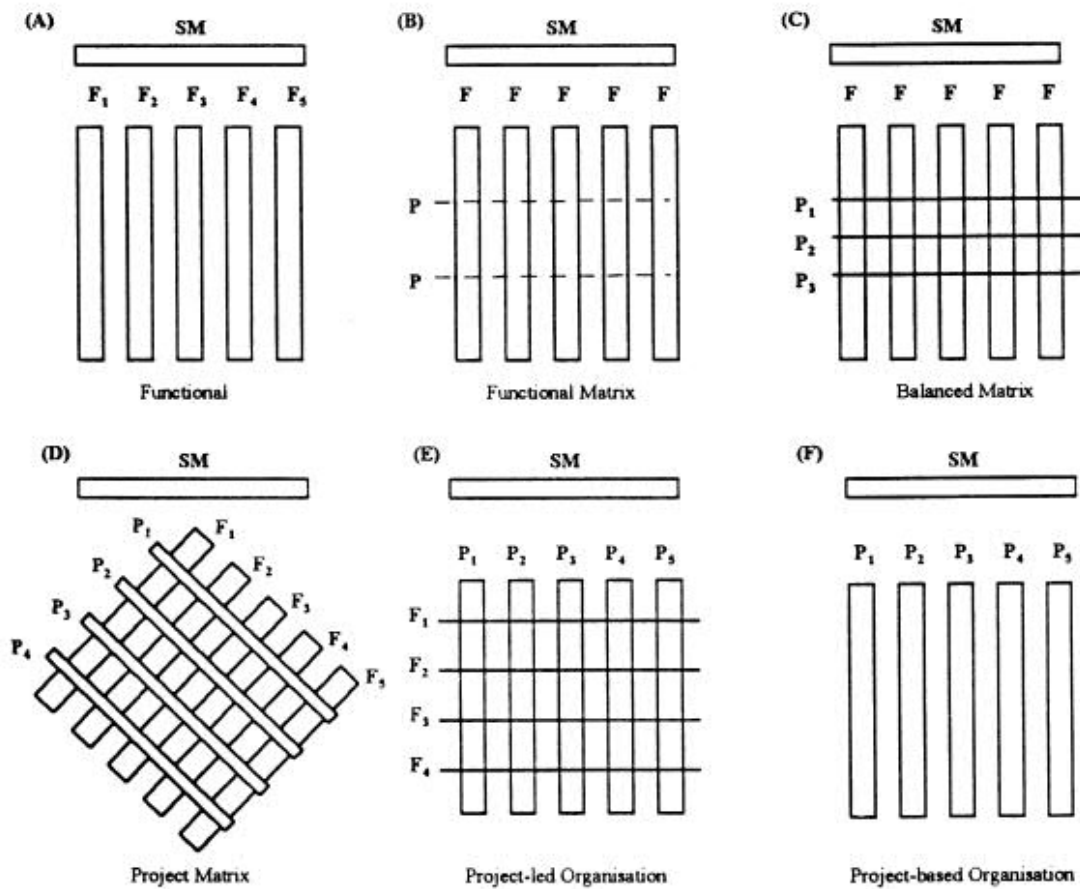 (A)
SM
F₁ F₂ F₃ F₄ F₅
Functional
(B)
SM
F F F F F
P
P
Functional Matrix
(C)
SM
F F F F F
P₁
P₂
P₃
Balanced Matrix
(D)
SM
P₁ F₁
P₂ F₂
P₃ F₃
P₄ F₄
F₅
Project Matrix
(E)
SM
P₁ P₂ P₃ P₄ P₅
F₁
F₂
F₃
F₄
Project-led Organisation
(F)
SM
P₁ P₂ P₃ P₄ P₅
Project-based Organisation